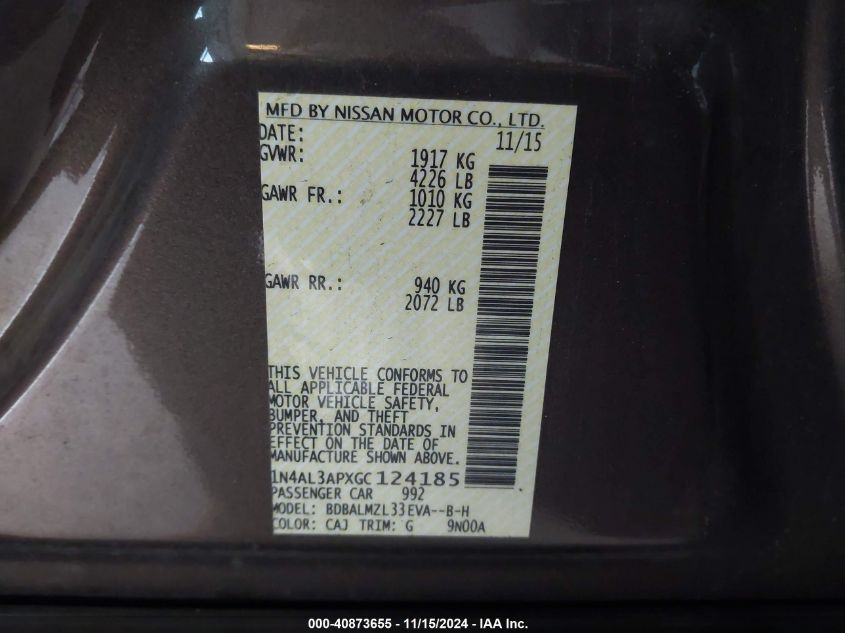 MFD BY NISSAN MOTOR CO., LTD.
DATE: 11/15
GVWR: 1917 KG
4226 LB
GAWR FR.: 1010 KG
2227 LB
GAWR RR.: 940 KG
2072 LB
THIS VEHICLE CONFORMS TO
ALL APPLICABLE FEDERAL
MOTOR VEHICLE SAFETY,
BUMPER, AND THEFT
PREVENTION STANDARDS IN
EFFECT ON THE DATE OF
MANUFACTURE SHOWN ABOVE.
1N4AL3APXGC124185
PASSENGER CAR 992
MODEL: BDBALMZL33EVA--B-H
COLOR: CAJ TRIM: G 9N00A
000-40873655 - 11/15/2024 - IAA Inc.